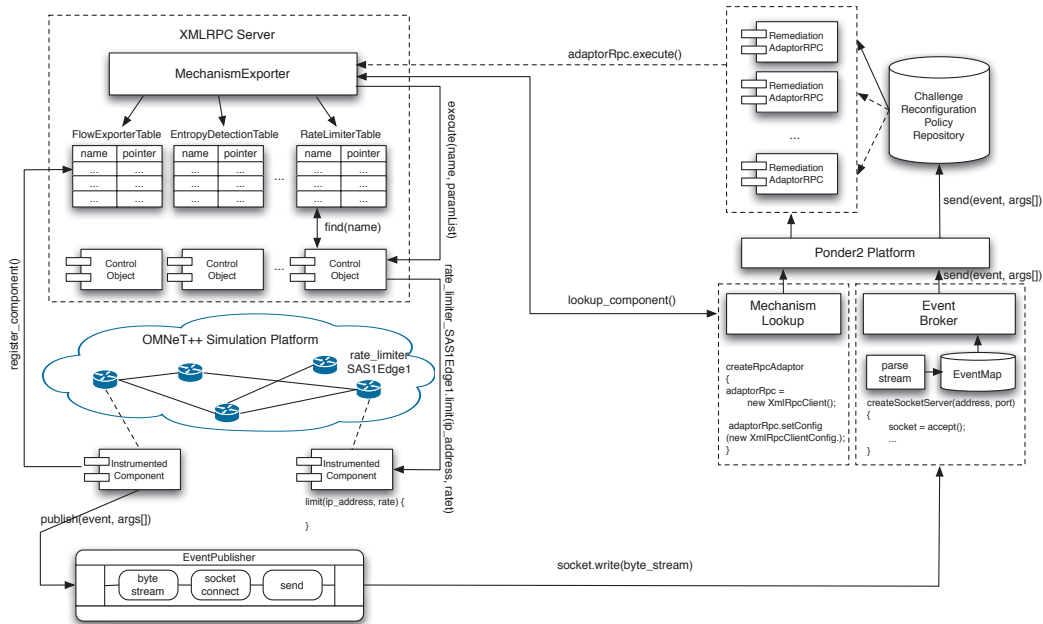 XMLRPC Server
MechanismExporter
FlowExporterTable
EntropyDetectionTable
RateLimiterTable
name pointer
... ...
... ...
... ...
name pointer
... ...
... ...
... ...
...
name pointer
... ...
... ...
... ...
find(name)
Control
Object
Control
Object
...
Control
Object
register_component()
execute(name, paramList)
rate_limiter_SAS1Edge1.limit(ip_address, ratet)
OMNeT++ Simulation Platform
rate_limiter
SAS1Edge1
Instrumented
Component
Instrumented
Component
limit(ip_address, rate) {
}
publish(event, args[])
EventPublisher
byte
stream
socket
connect
send
socket.write(byte_stream)
adaptorRpc.execute()
lookup_component()
Remediation
AdaptorRPC
Remediation
AdaptorRPC
...
Remediation
AdaptorRPC
Challenge
Reconfiguration
Policy
Repository
send(event, args[])
Ponder2 Platform
send(event, args[])
Mechanism
Lookup
createRpcAdaptor
{
adaptorRpc =
new XmlRpcClient();
adaptorRpc.setConfig
(new XmlRpcClientConfig.);
}
Event
Broker
parse
stream
EventMap
createSocketServer(address, port)
{
socket = accept();
...
}